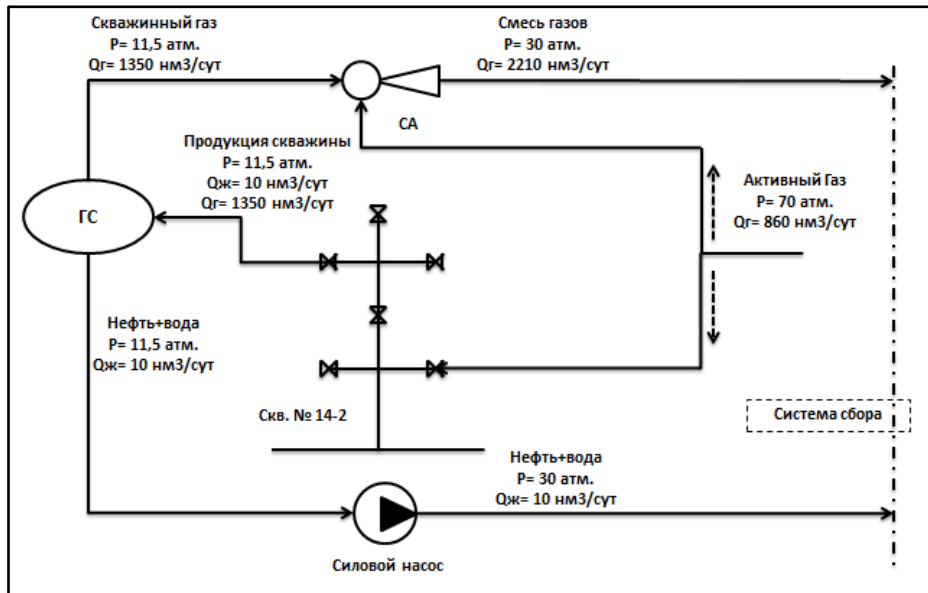 Скважинный газ
P= 11,5 атм.
Qг= 1350 нм3/сут
Смесь газов
P= 30 атм.
Qг= 2210 нм3/сут
СА
Продукция скважины
P= 11,5 атм.
Qж= 10 нм3/сут
Qг= 1350 нм3/сут
Активный Газ
P= 70 атм.
Qг= 860 нм3/сут
ГС
Нефть+вода
P= 11,5 атм.
Qж= 10 нм3/сут
Скв. № 14-2
Система сбора
Нефть+вода
P= 30 атм.
Qж= 10 нм3/сут
Силовой насос